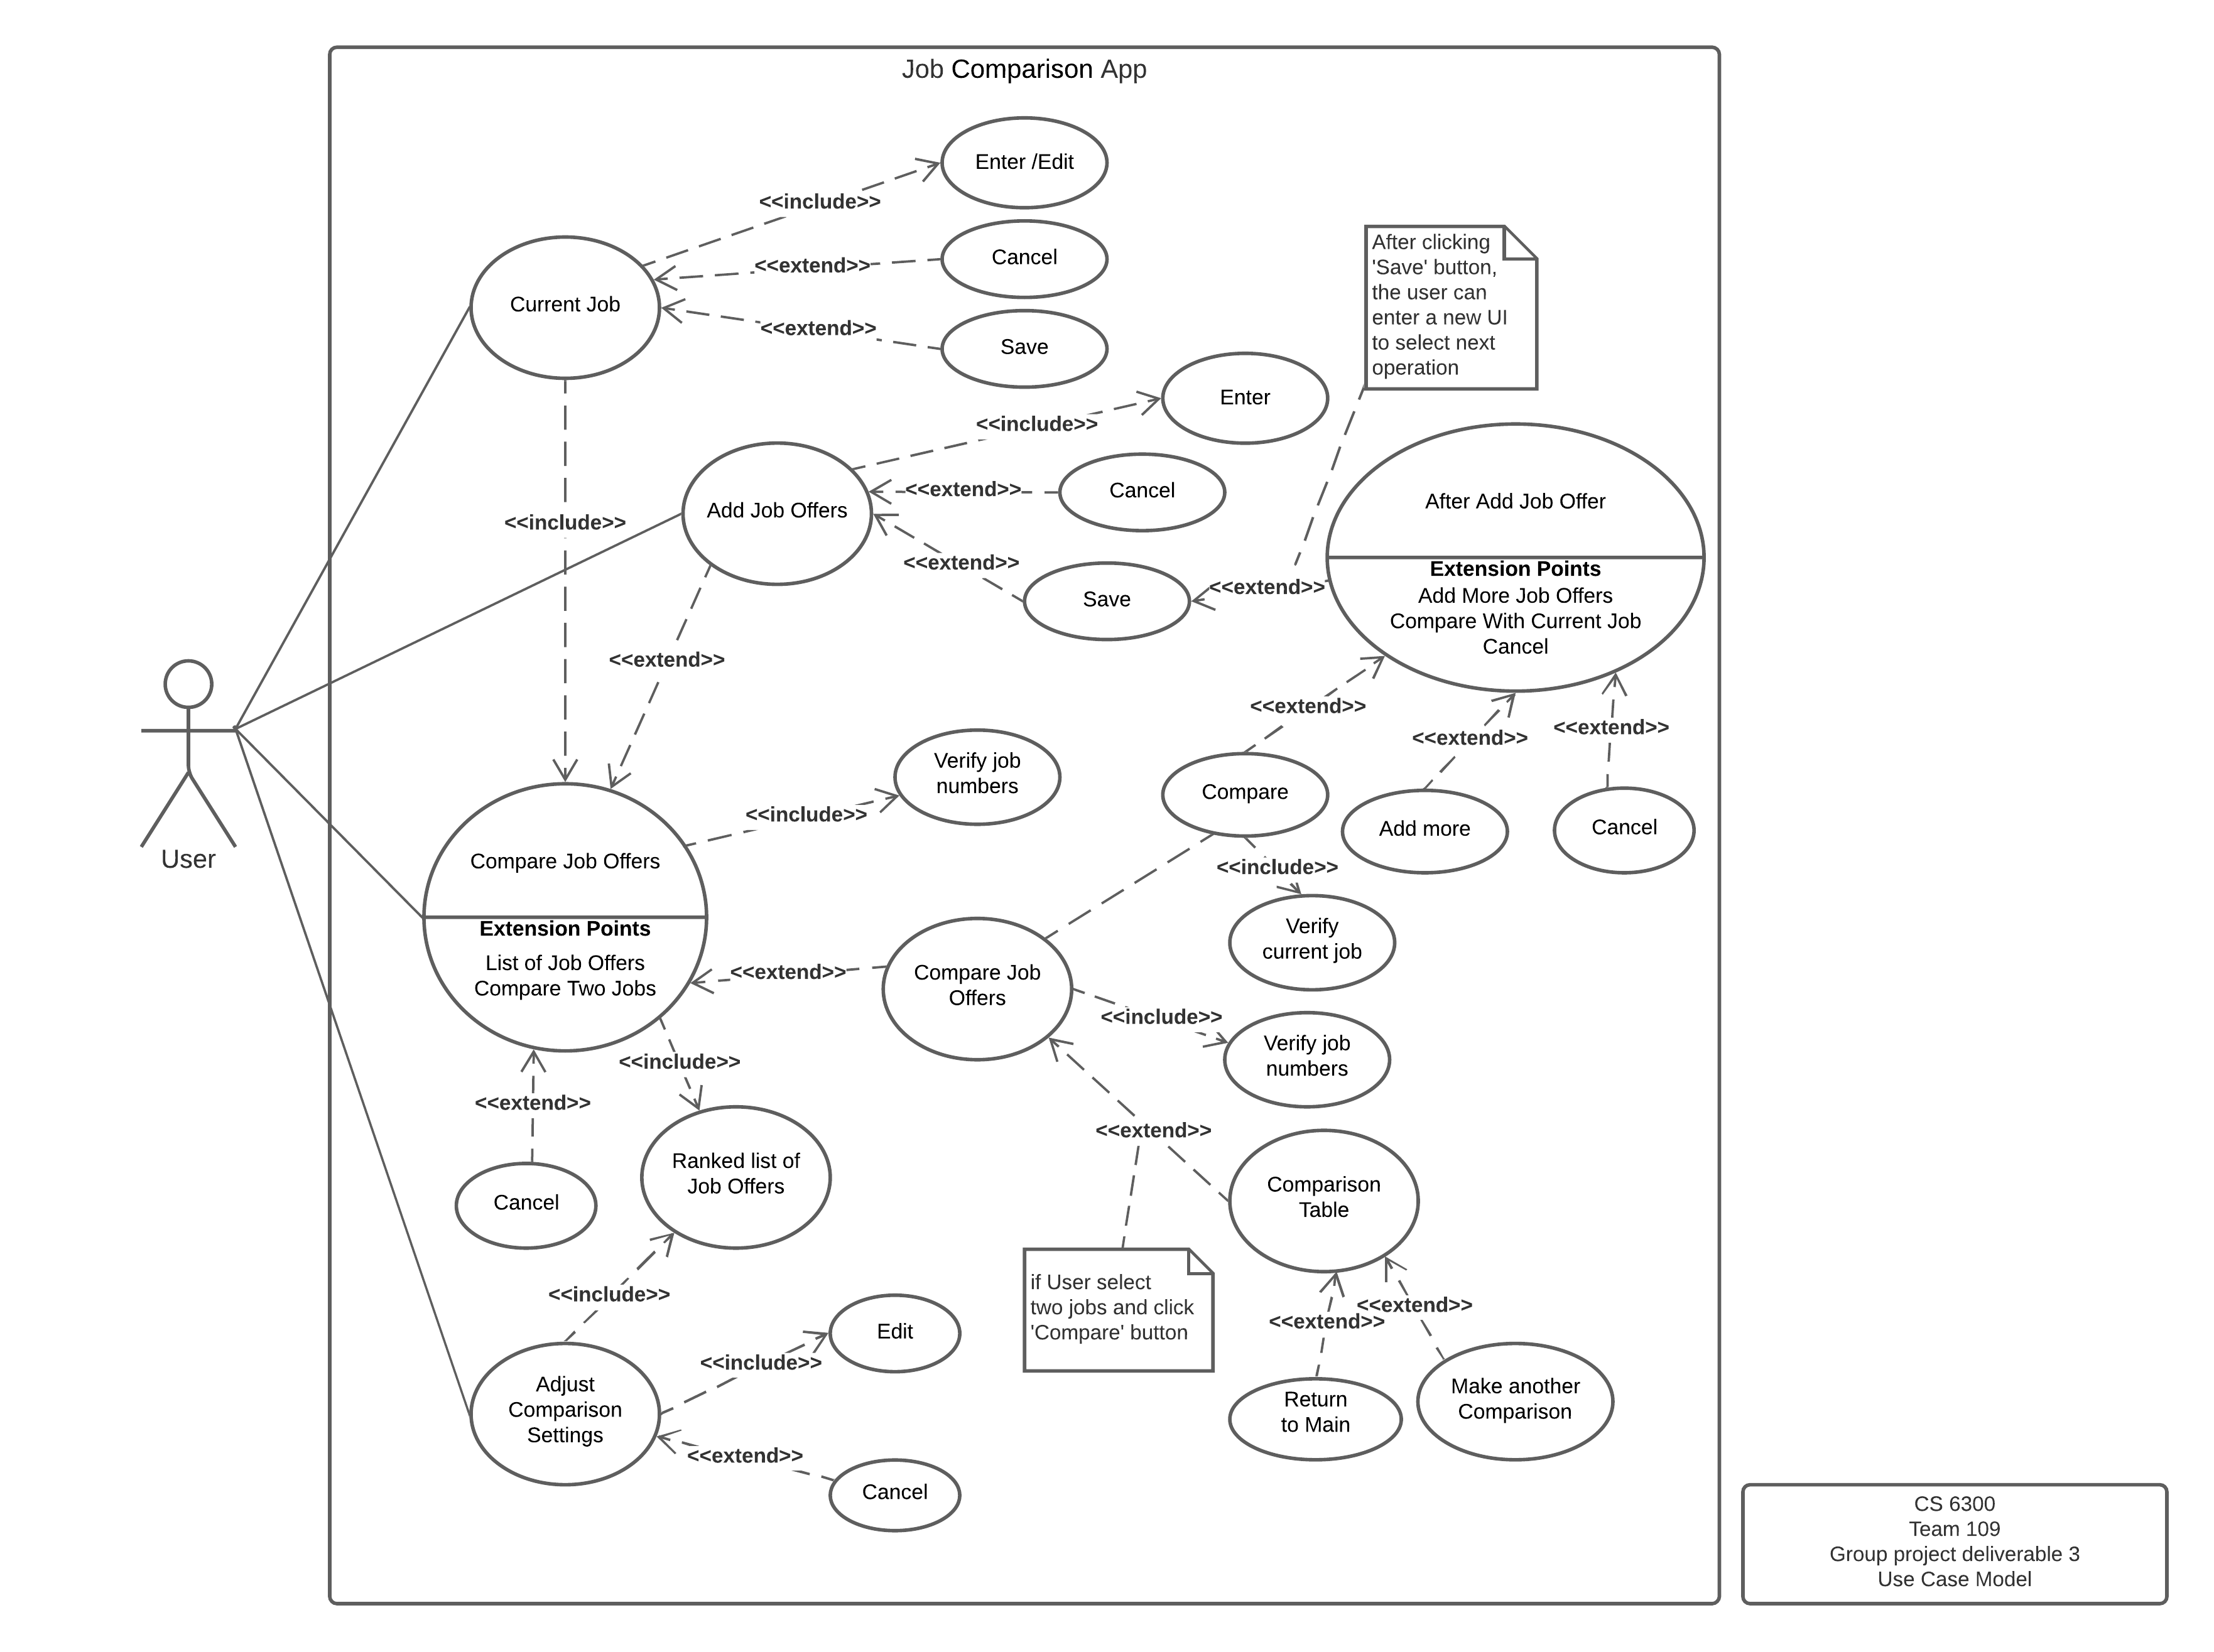 Job Comparison App
Enter /Edit
<<include>>
Cancel
<<extend>>
Current Job
Save
<<extend>>
After clicking
'Save' button,
the user can
enter a new UI
to select next
operation
Enter
<<include>>
Add Job Offers
Cancel
<<extend>>
<<include>>
<<extend>>
Save
<<extend>>
After Add Job Offer
Extension Points
Add More Job Offers
Compare With Current Job
Cancel
<<extend>>
<<extend>>
<<extend>>
<<extend>>
User
Verify job
numbers
<<include>>
Compare
Add more
Cancel
Compare Job Offers
Extension Points
List of Job Offers
Compare Two Jobs
<<include>>
Verify
current job
<<extend>>
Compare Job
Offers
<<include>>
Verify job
numbers
<<include>>
<<extend>>
<<extend>>
Cancel
Ranked list of
Job Offers
Comparison
Table
<<include>>
if User select
two jobs and click
'Compare' button
<<extend>>
<<extend>>
Edit
<<include>>
Adjust
Comparison
Settings
Return
to Main
Make another
Comparison
<<extend>>
Cancel
CS 6300
Team 109
Group project deliverable 3
Use Case Model